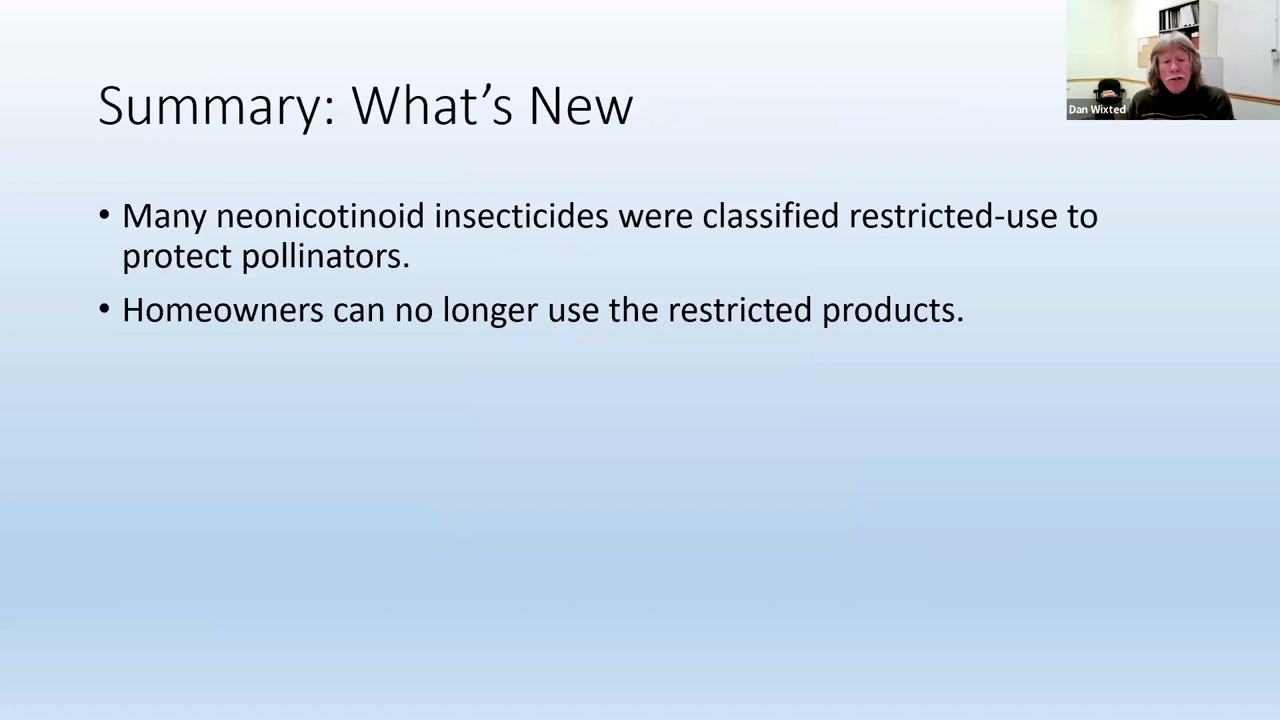 Summary: What's New
Dan Wixted
• Many neonicotinoid insecticides were classified restricted-use to
protect pollinators.
• Homeowners can no longer use the restricted products.